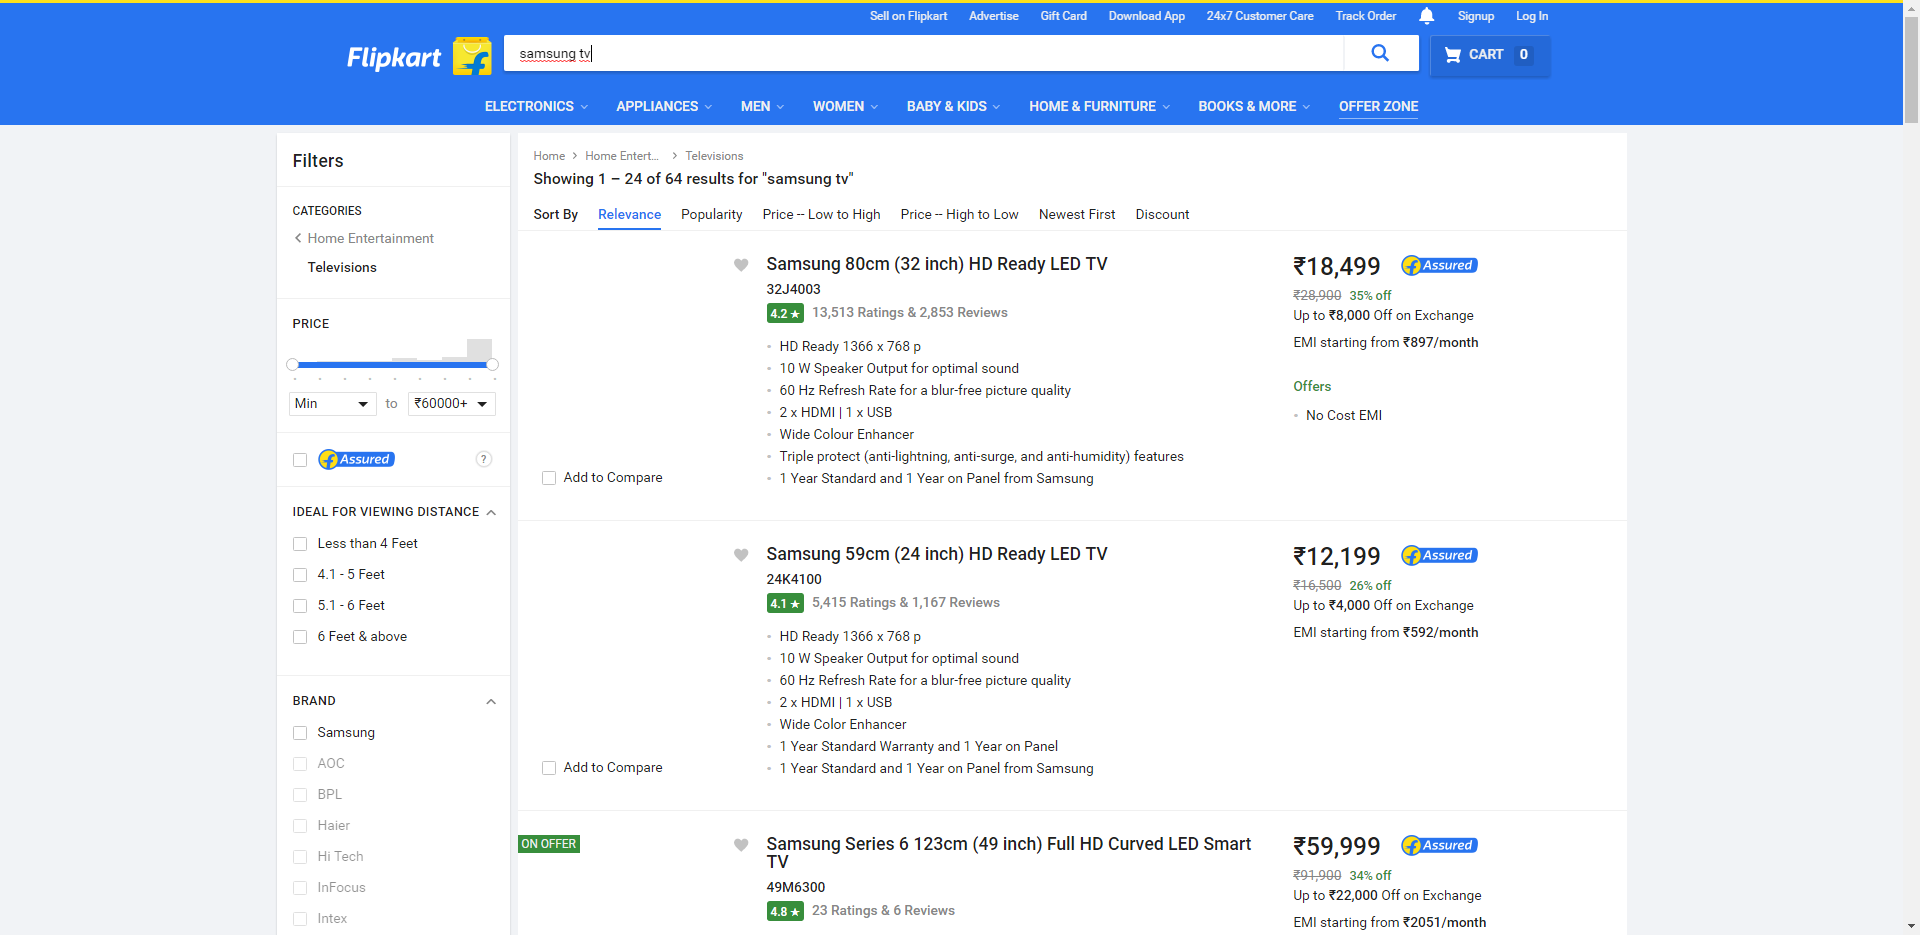 Sell on Flipkart Advertise Gift Card Download App 24x7 Customer Care Track Order Signup Log In
Flipkart f samsung tv CART 0
ELECTRONICS APPLIANCES MEN WOMEN BABY & KIDS HOME & FURNITURE BOOKS & MORE OFFER ZONE
Filters
CATEGORIES
Home Entertainment
Televisions
PRICE
Min to ₹60000+
f Assured ?
IDEAL FOR VIEWING DISTANCE
Less than 4 Feet
4.1 - 5 Feet
5.1 - 6 Feet
6 Feet & above
BRAND
Samsung
AOC
BPL
Haier
Hi Tech
InFocus
Intex
Home > Home Entert... > Televisions
Showing 1 – 24 of 64 results for "samsung tv"
Sort By Relevance Popularity Price -- Low to High Price -- High to Low Newest First Discount
Samsung 80cm (32 inch) HD Ready LED TV
32J4003
4.2 ★ 13,513 Ratings & 2,853 Reviews
HD Ready 1366 x 768 p
10 W Speaker Output for optimal sound
60 Hz Refresh Rate for a blur-free picture quality
2 x HDMI | 1 x USB
Wide Colour Enhancer
Triple protect (anti-lightning, anti-surge, and anti-humidity) features
1 Year Standard and 1 Year on Panel from Samsung
Add to Compare
₹18,499 f Assured
₹28,900 35% off
Up to ₹8,000 Off on Exchange
EMI starting from ₹897/month
Offers
No Cost EMI
Samsung 59cm (24 inch) HD Ready LED TV
24K4100
4.1 ★ 5,415 Ratings & 1,167 Reviews
HD Ready 1366 x 768 p
10 W Speaker Output for optimal sound
60 Hz Refresh Rate for a blur-free picture quality
2 x HDMI | 1 x USB
Wide Color Enhancer
1 Year Standard Warranty and 1 Year on Panel
1 Year Standard and 1 Year on Panel from Samsung
Add to Compare
₹12,199 f Assured
₹16,500 26% off
Up to ₹4,000 Off on Exchange
EMI starting from ₹592/month
ON OFFER
Samsung Series 6 123cm (49 inch) Full HD Curved LED Smart
TV
49M6300
4.8 ★ 23 Ratings & 6 Reviews
₹59,999 f Assured
₹91,900 34% off
Up to ₹22,000 Off on Exchange
EMI starting from ₹2051/month